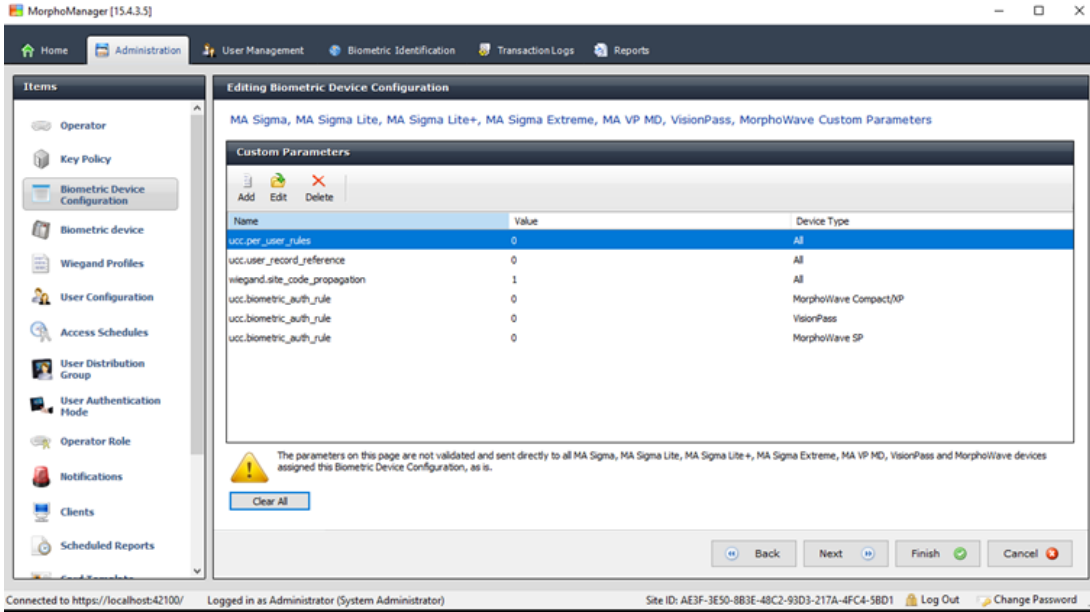 MorphoManager [15.4.3.5]
Home Administration User Management Biometric Identification Transaction Logs Reports
Items
Operator
Key Policy
Biometric Device
Configuration
Biometric device
Wiegand Profiles
User Configuration
Access Schedules
User Distribution
Group
User Authentication
Mode
Operator Role
Notifications
Clients
Scheduled Reports
Card Template
Editing Biometric Device Configuration
MA Sigma, MA Sigma Lite, MA Sigma Lite+, MA Sigma Extreme, MA VP MD, VisionPass, MorphoWave Custom Parameters
Custom Parameters
Add Edit Delete
Name Value Device Type
ucc.per_user_rules 0 All
ucc.user_record_reference 0 All
wiegand.site_code_propagation 1 All
ucc.biometric_auth_rule 0 MorphoWave Compact/XP
ucc.biometric_auth_rule 0 VisionPass
ucc.biometric_auth_rule 0 MorphoWave SP
The parameters on this page are not validated and sent directly to all MA Sigma, MA Sigma Lite, MA Sigma Lite+, MA Sigma Extreme, MA VP MD, VisionPass and MorphoWave devices
assigned this Biometric Device Configuration, as is.
Clear All
Back Next Finish Cancel
Connected to https://localhost:42100/ Logged in as Administrator (System Administrator) Site ID: AE3F-3E50-8B3E-48C2-93D3-217A-4FC4-5BD1 Log Out Change Password